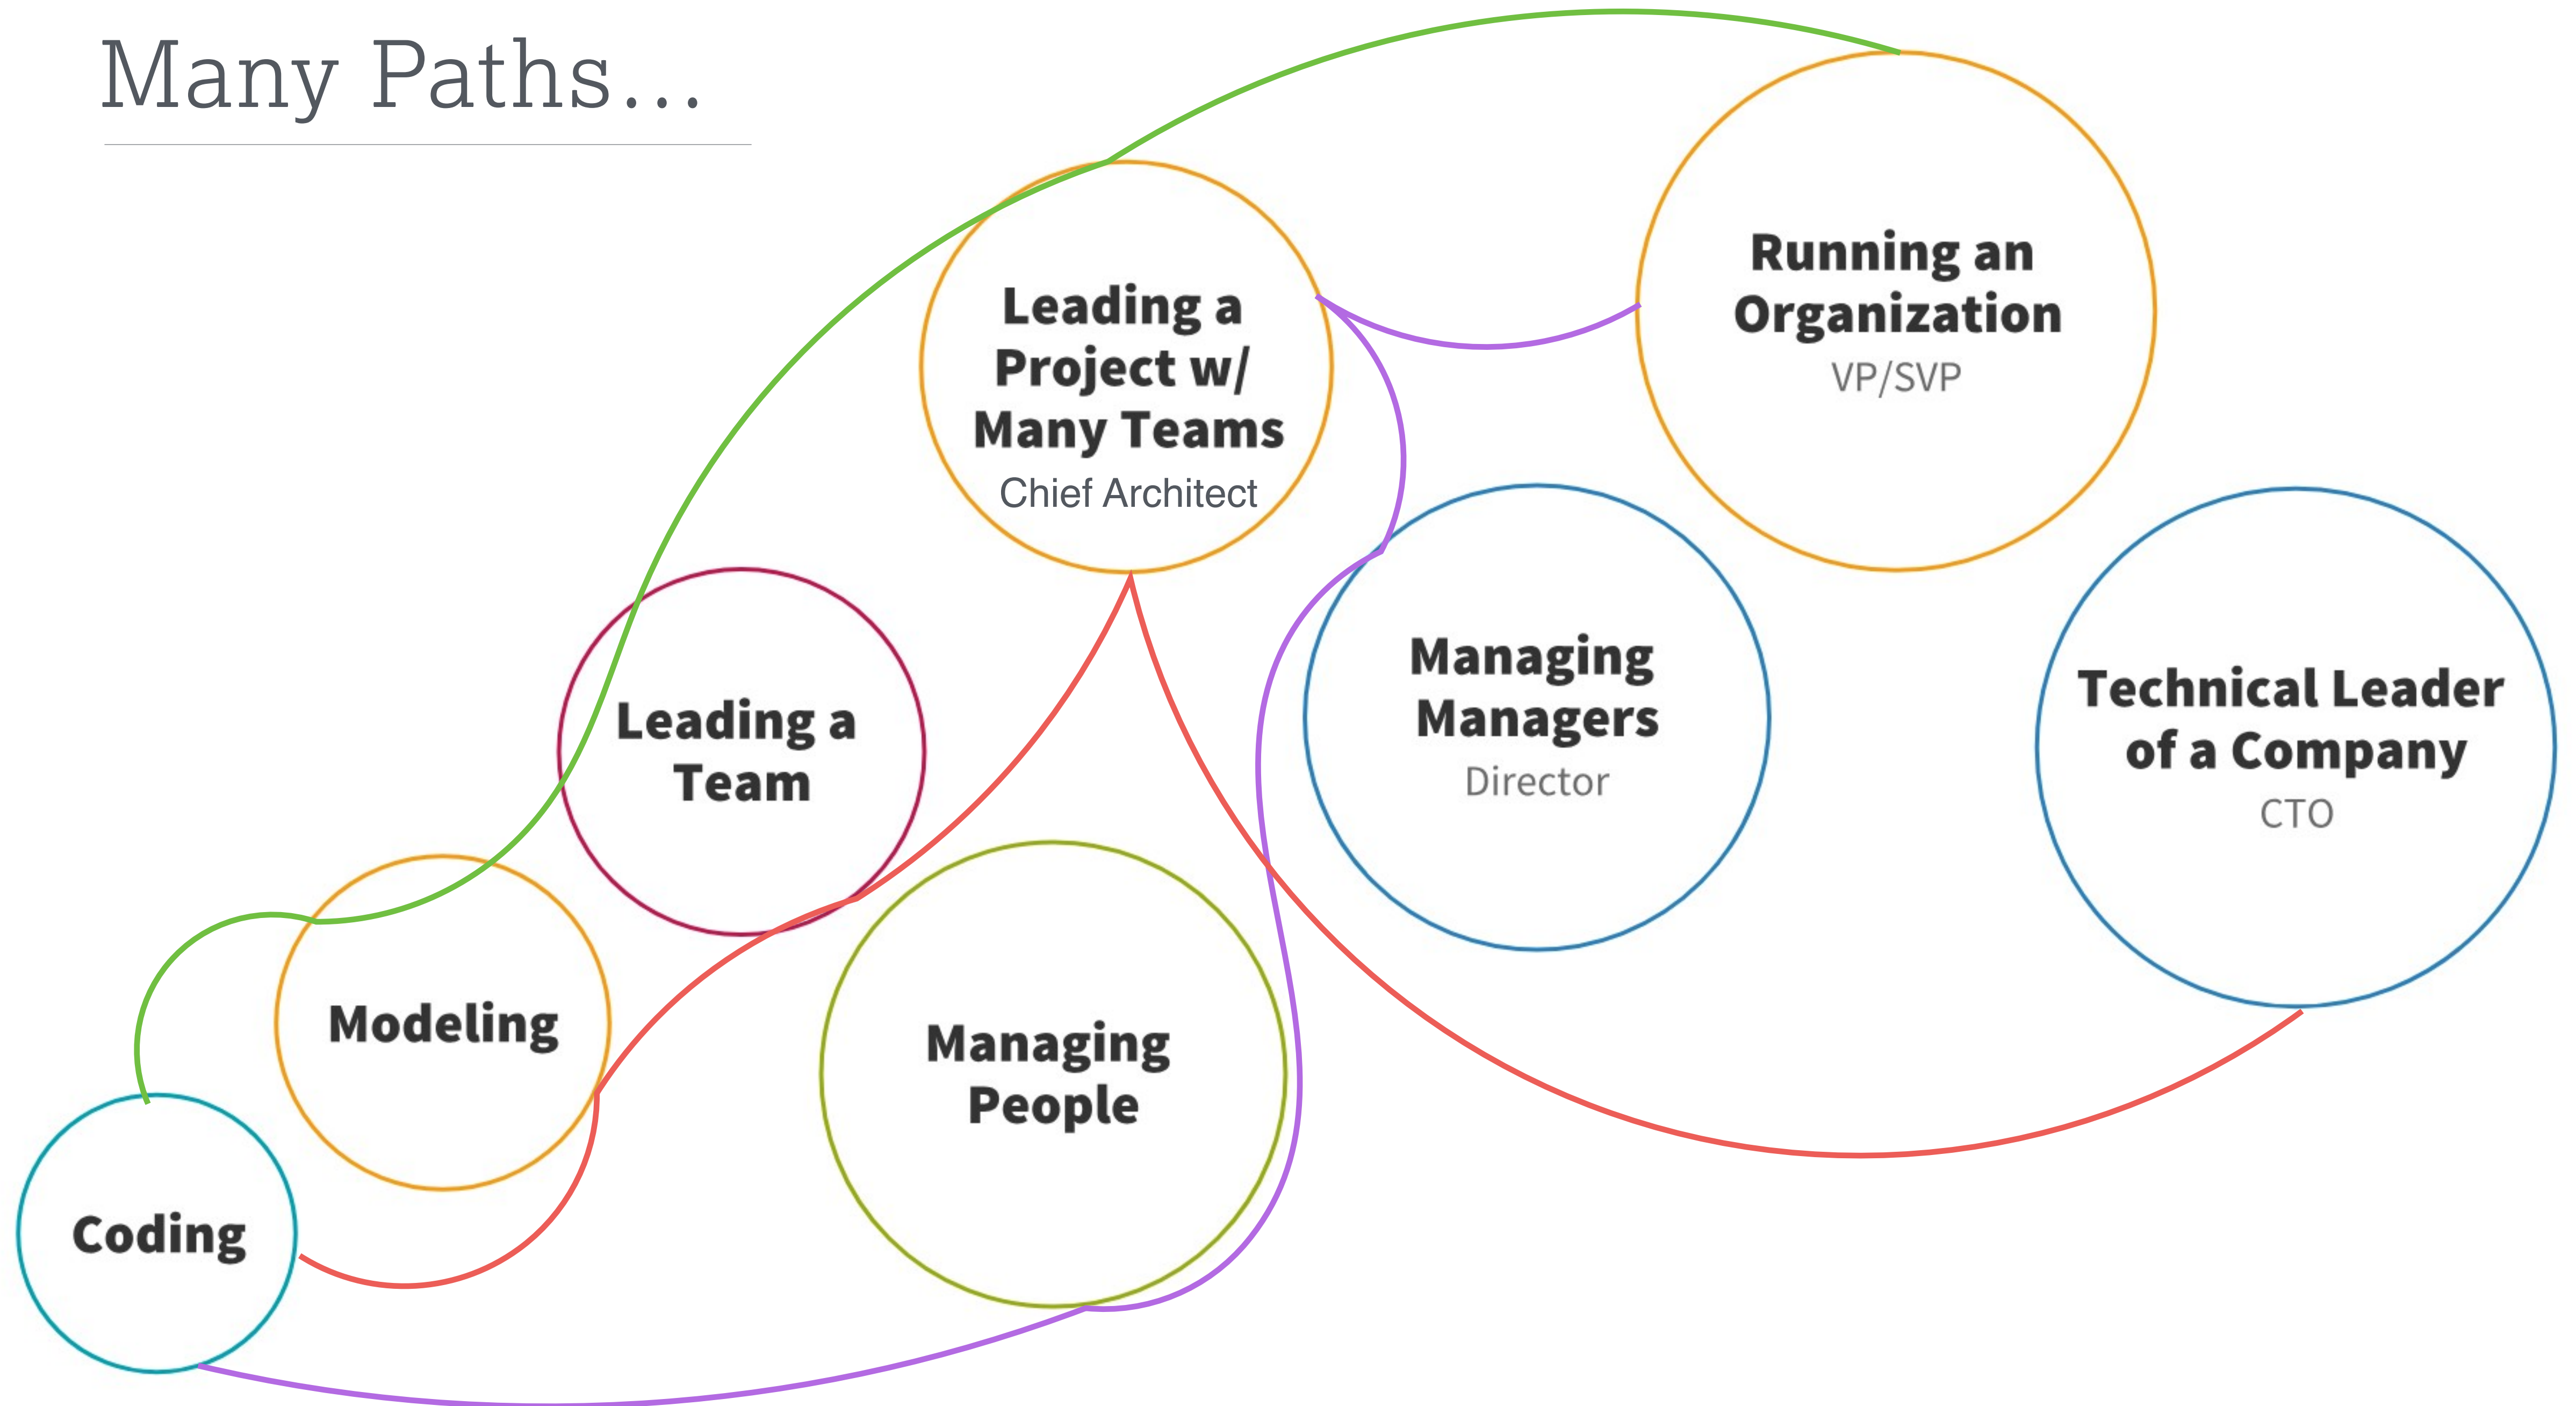 Many Paths...
Leading a
Project w/
Many Teams
Chief Architect
Running an
Organization
VP/SVP
Leading a
Team
Managing
Managers
Director
Technical Leader
of a Company
CTO
Modeling
Managing
People
Coding